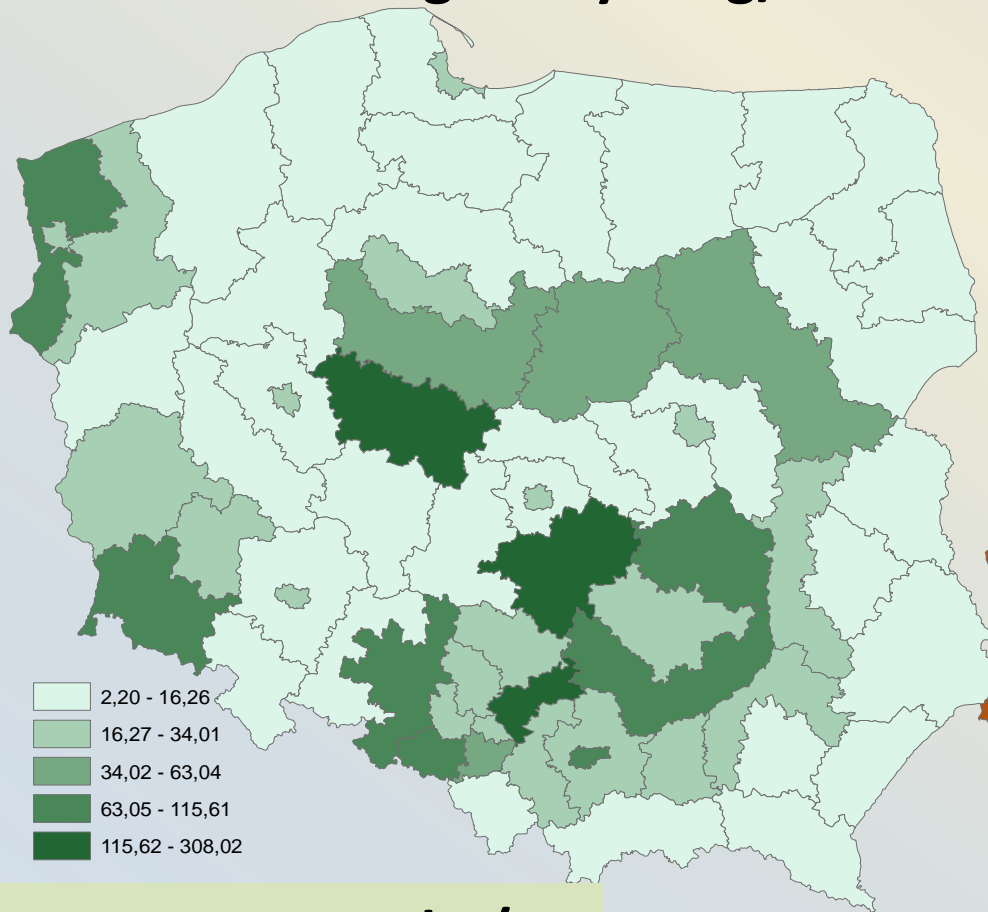 2,20 - 16,26
16,27 - 34,01
34,02 - 63,04
63,05 - 115,61
115,62 - 308,02